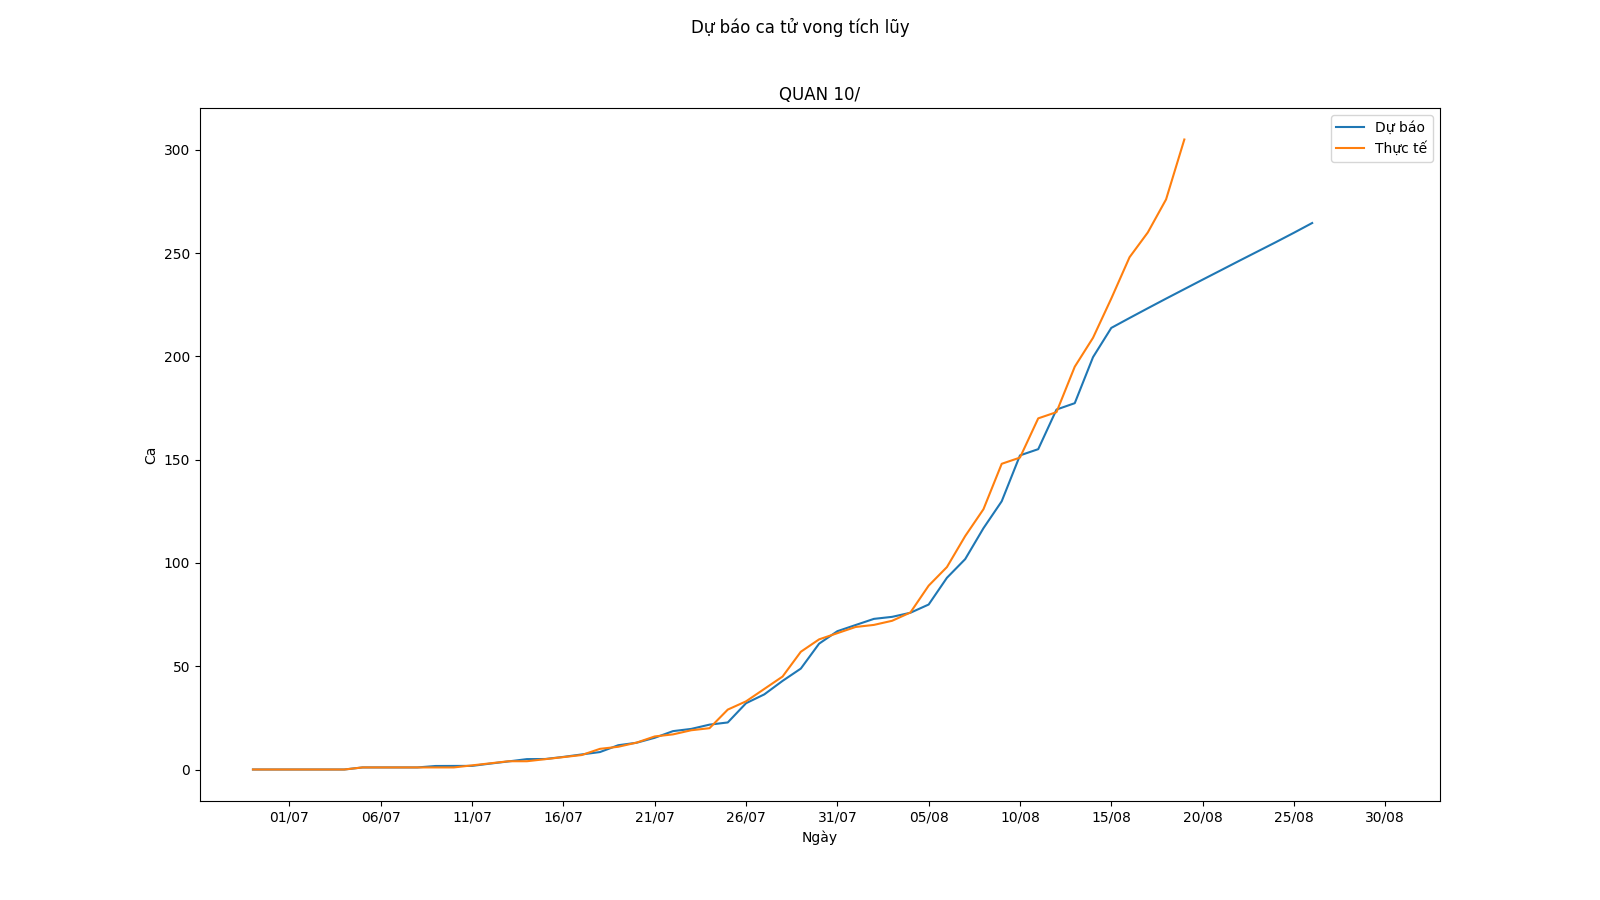 Dự báo ca tử vong tích lũy
QUAN 10/
Dự báo
Thực tế
300
250
200
150
100
50
0
Ca
01/07 06/07 11/07 16/07 21/07 26/07 31/07 05/08 10/08 15/08 20/08 25/08 30/08
Ngày